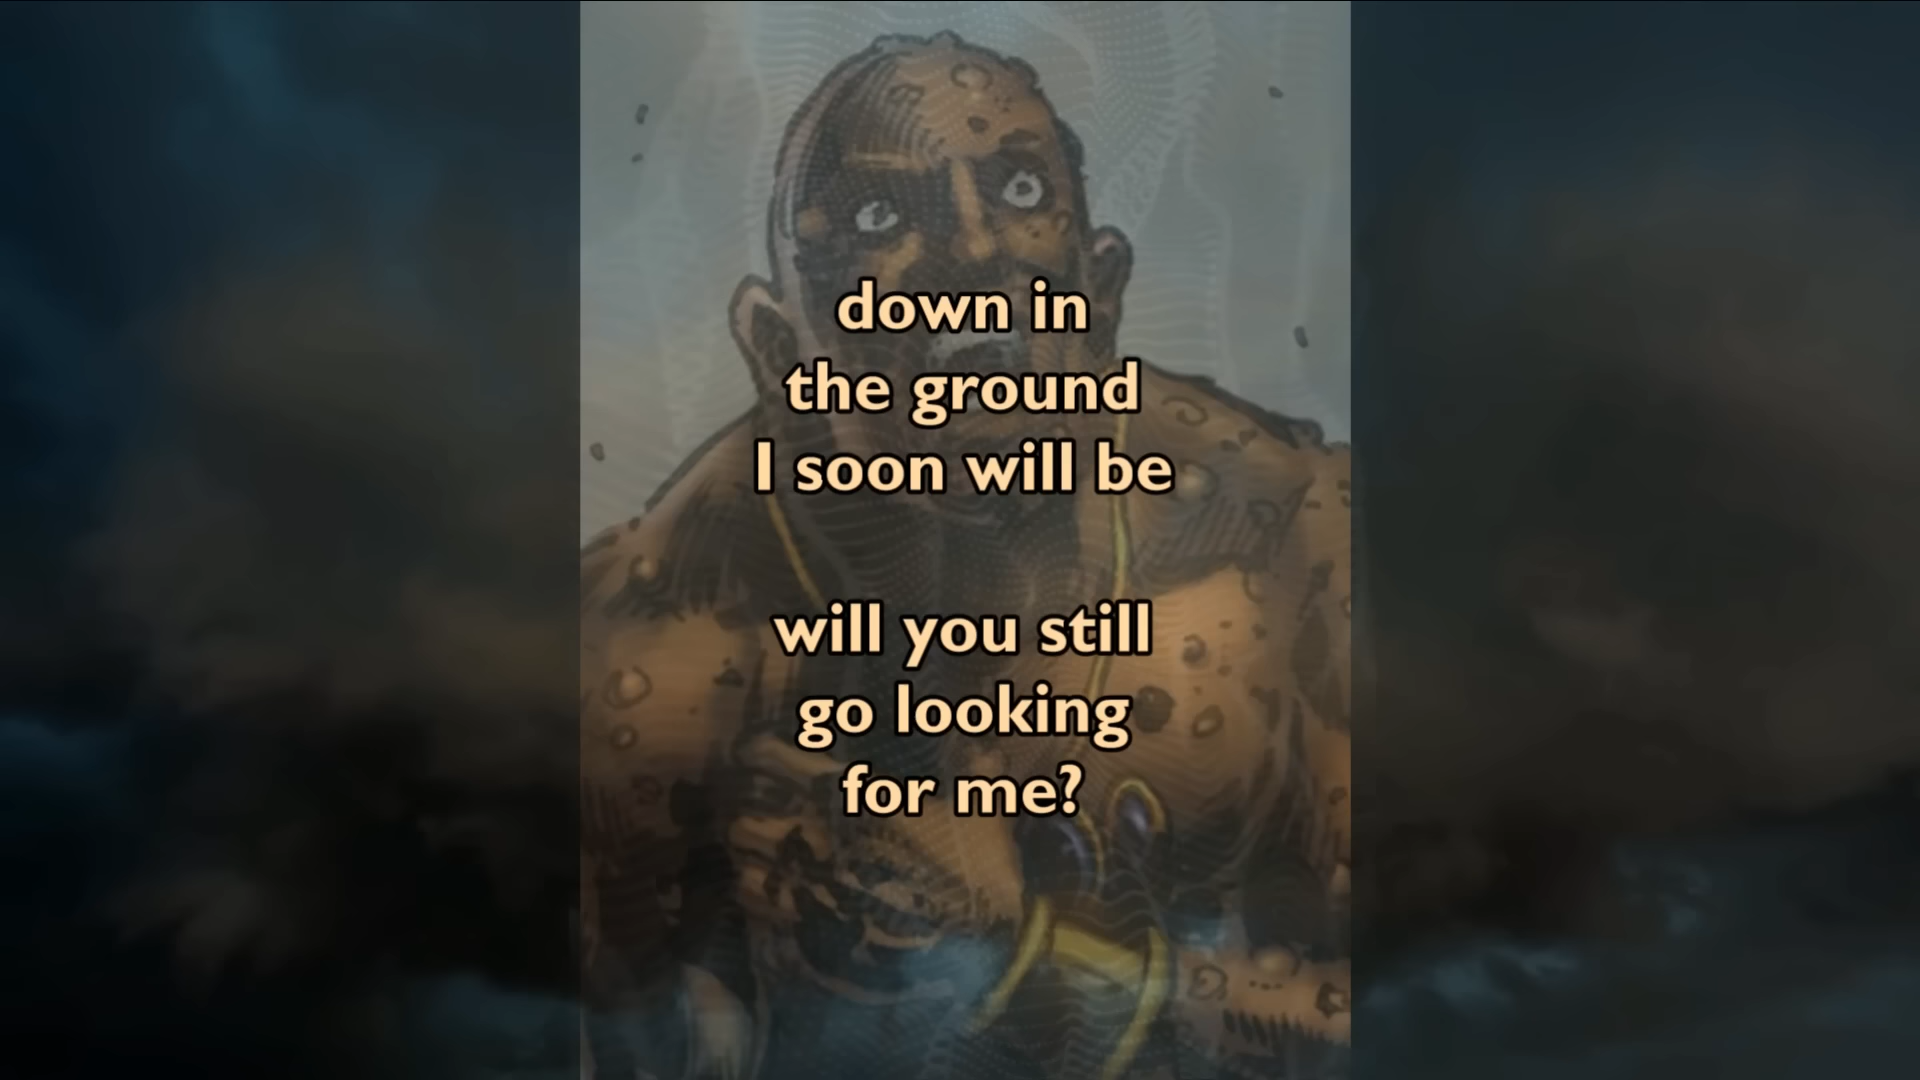 down in
the ground
I soon will be
will you still
go looking
for me?